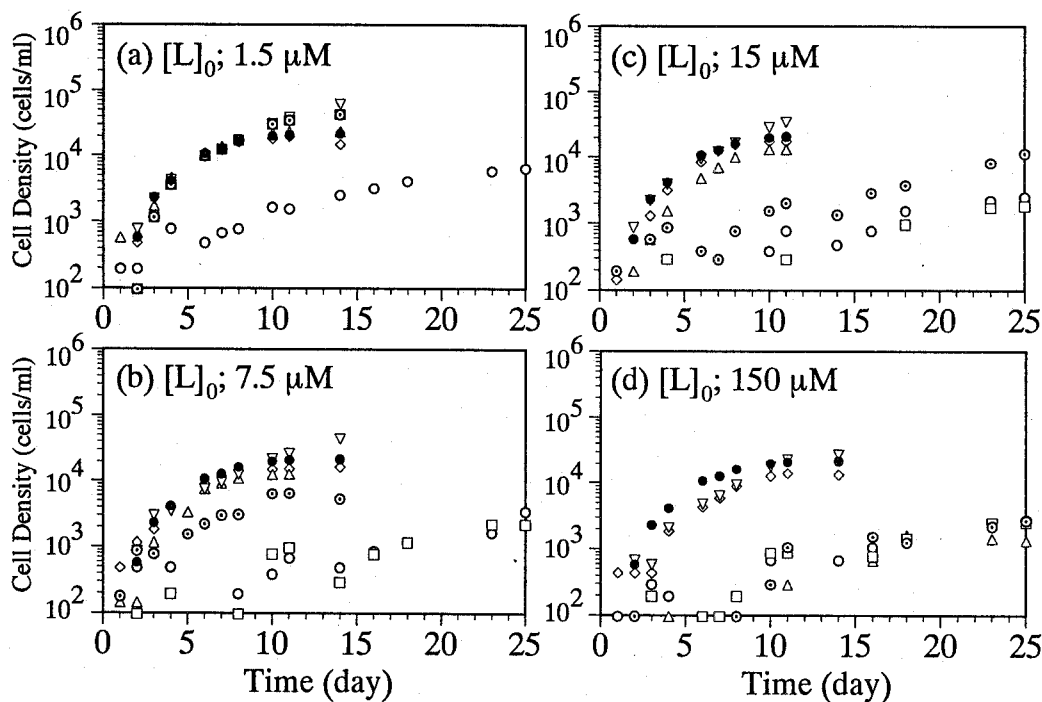 Cell Density (cells/ml)
10⁶
10⁵
10⁴
10³
10²
(a) [L]₀; 1.5 μM
0 5 10 15 20 25
10⁶
10⁵
10⁴
10³
10²
(c) [L]₀; 15 μM
0 5 10 15 20 25
Cell Density (cells/ml)
10⁶
10⁵
10⁴
10³
10²
(b) [L]₀; 7.5 μM
0 5 10 15 20 25
Time (day)
10⁶
10⁵
10⁴
10³
10²
(d) [L]₀; 150 μM
0 5 10 15 20 25
Time (day)